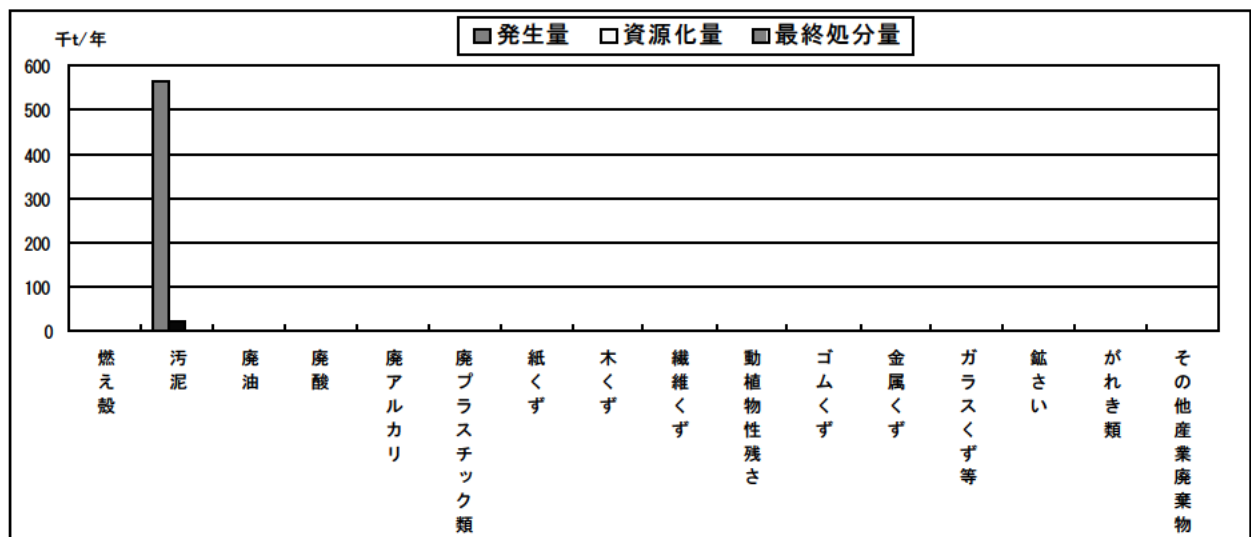 千t/年
発生量 資源化量 最終処分量
600
500
400
300
200
100
0
燃え殻
汚泥
廃油
廃酸
廃アルカリ
廃プラスチック類
紙くず
木くず
繊維くず
動植物性残さ
ゴムくず
金属くず
ガラスくず等
鉱さい
がれき類
その他産業廃棄物